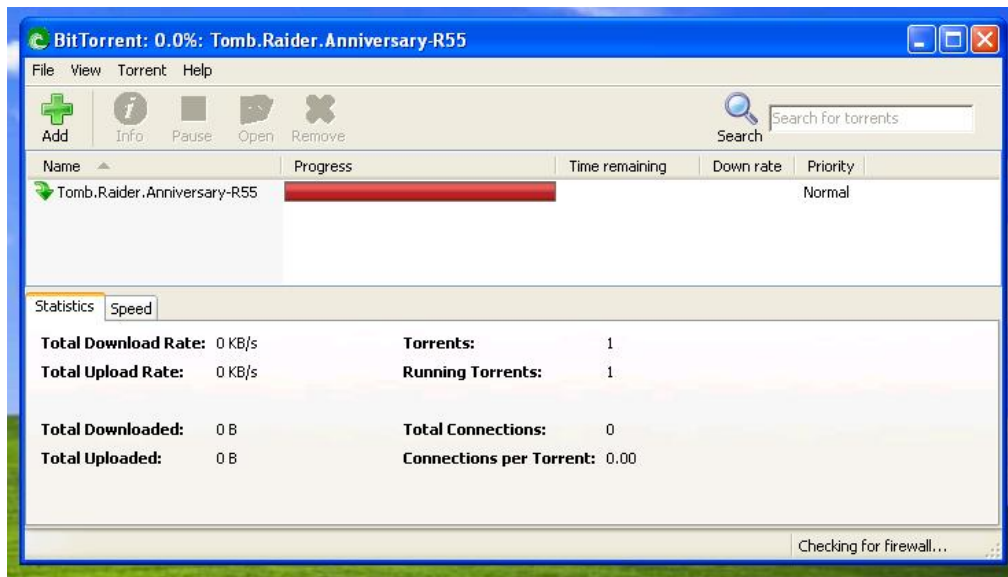 BitTorrent: 0.0%: Tomb.Raider.Anniversary-R55
File View Torrent Help
Add Info Pause Open Remove Search Search for torrents
Name Progress Time remaining Down rate Priority
Tomb.Raider.Anniversary-R55 Normal
Statistics Speed
Total Download Rate: 0 KB/s Torrents: 1
Total Upload Rate: 0 KB/s Running Torrents: 1
Total Downloaded: 0 B Total Connections: 0
Total Uploaded: 0 B Connections per Torrent: 0.00
Checking for firewall...